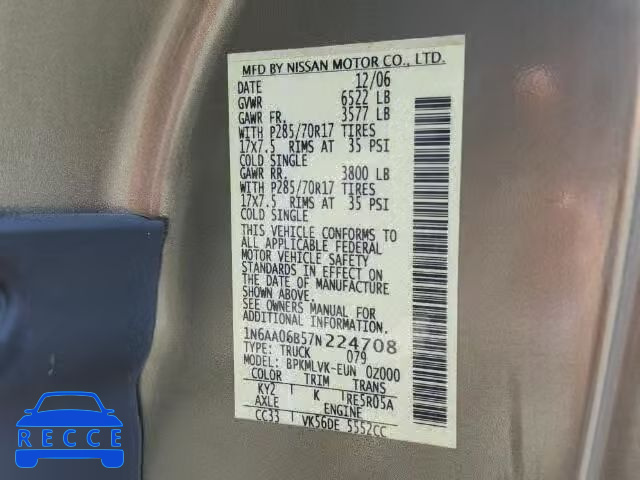 MFD BY NISSAN MOTOR CO., LTD.
DATE 12/06
GVWR 6522 LB
GAWR FR. 3577 LB
WITH P285/70R17 TIRES
17X7.5 RIMS AT 35 PSI
COLD SINGLE
GAWR RR. 3800 LB
WITH P285/70R17 TIRES
17X7.5 RIMS AT 35 PSI
COLD SINGLE
THIS VEHICLE CONFORMS TO
ALL APPLICABLE FEDERAL
MOTOR VEHICLE SAFETY
STANDARDS IN EFFECT ON
THE DATE OF MANUFACTURE
SHOWN ABOVE.
SEE OWNERS MANUAL FOR
ADDITIONAL INFORMATION.
1N6AA06B57N224708
TYPE: TRUCK 079
MODEL: BPKMLVK-EUN 0Z000
COLOR TRIM TRANS
KY2 K RE5R05A
AXLE ENGINE
CC33 VK56DE 5552CC
RECCE